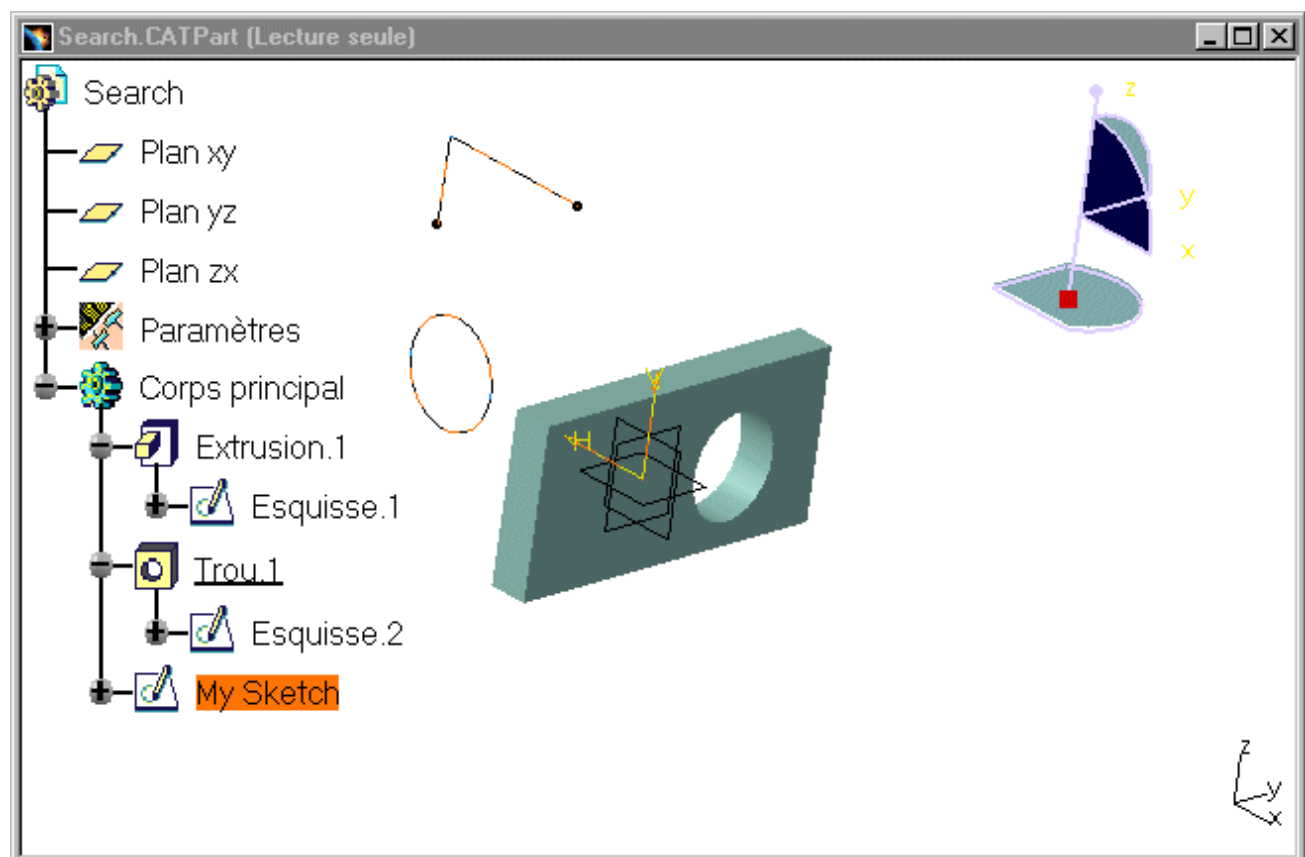 Search.CATPart (Lecture seule)
Search
Plan xy
Plan yz
Plan zx
Paramètres
Corps principal
Extrusion.1
Esquisse.1
Trou.1
Esquisse.2
My Sketch
z
y
x
V
H
z
y
x